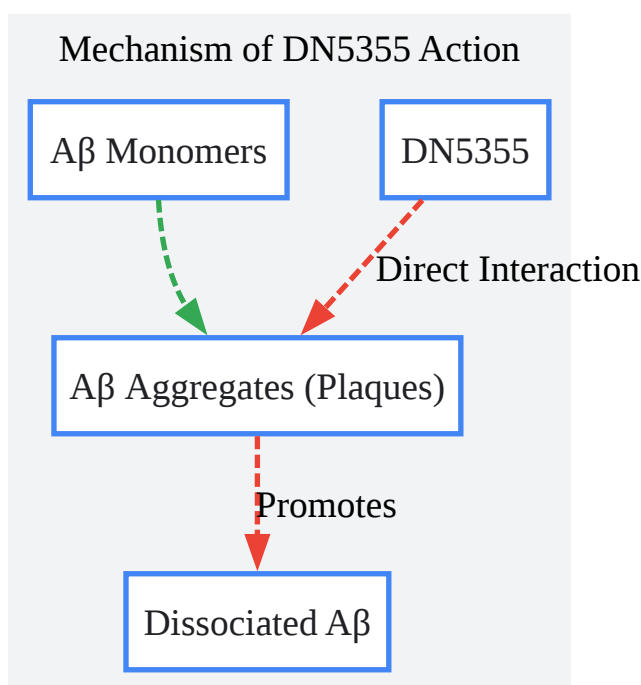 Mechanism of DN5355 Action
Aβ Monomers
DN5355
Direct Interaction
Aβ Aggregates (Plaques)
Promotes
Dissociated Aβ